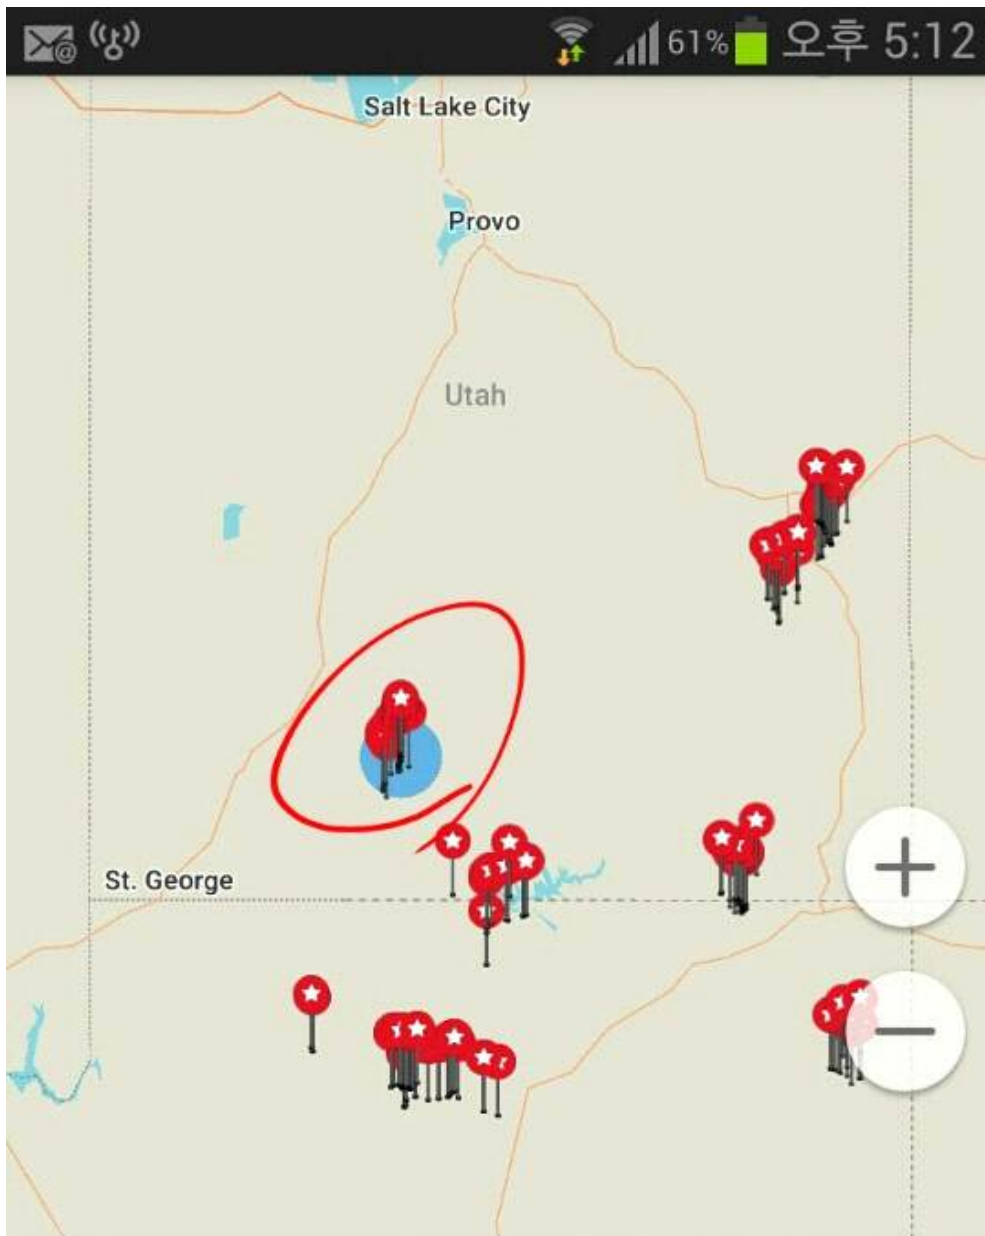 61% 오후 5:12
Salt Lake City
Provo
Utah
St. George